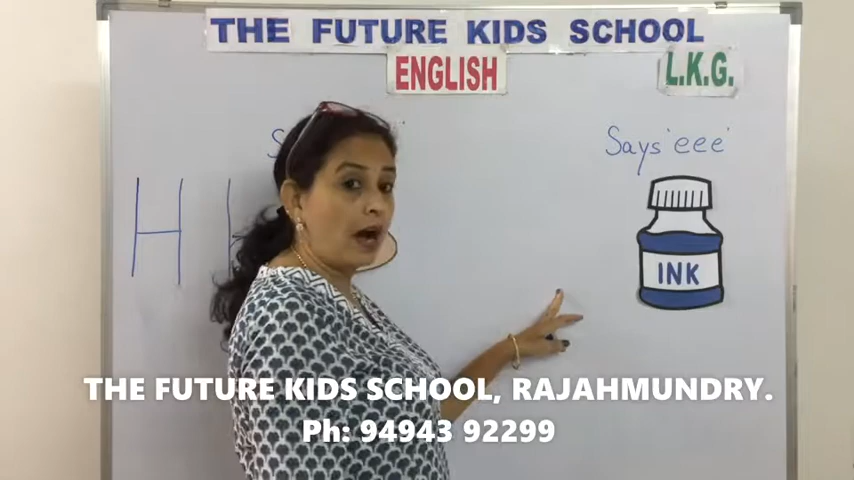 THE FUTURE KIDS SCHOOL
ENGLISH
L.K.G.
Says 'eee'
H
INK
THE FUTURE KIDS SCHOOL, RAJAHMUNDRY.
Ph: 94943 92299